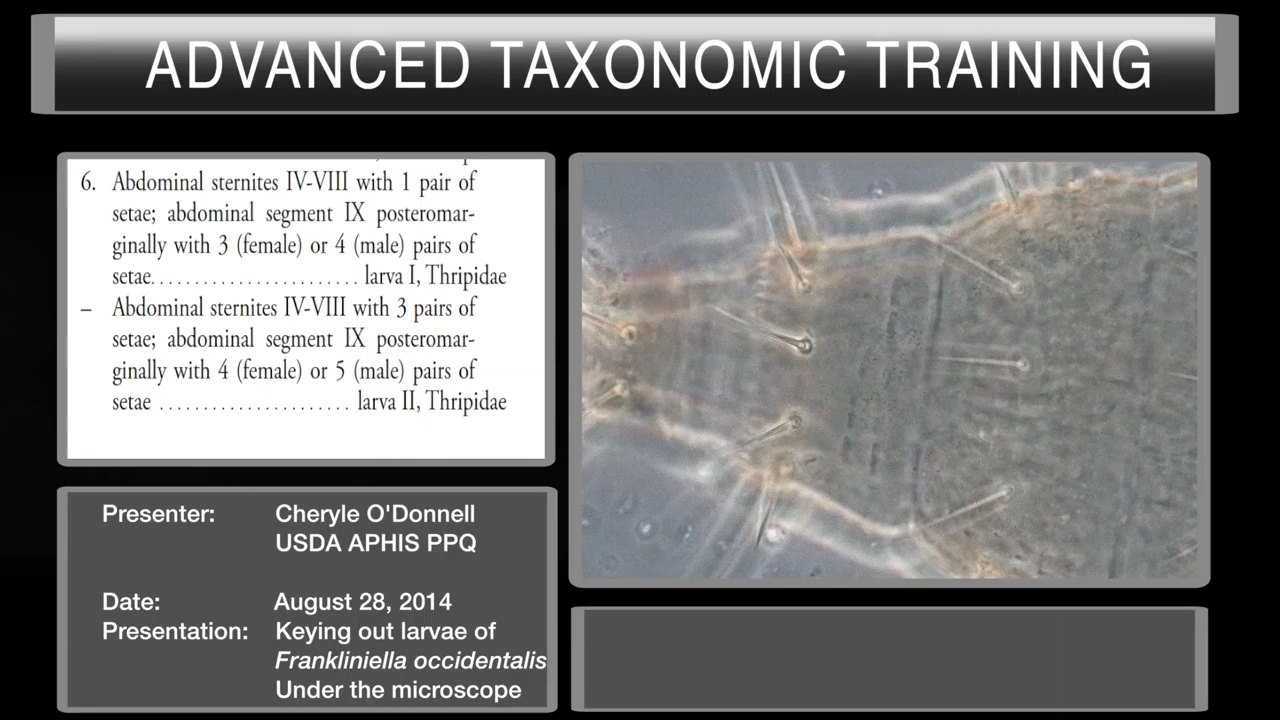 ADVANCED TAXONOMIC TRAINING
6. Abdominal sternites IV-VIII with 1 pair of
setae; abdominal segment IX posteromar-
ginally with 3 (female) or 4 (male) pairs of
setae....................... larva I, Thripidae
– Abdominal sternites IV-VIII with 3 pairs of
setae; abdominal segment IX posteromar-
ginally with 4 (female) or 5 (male) pairs of
setae ...................... larva II, Thripidae
Presenter: Cheryle O'Donnell
USDA APHIS PPQ
Date: August 28, 2014
Presentation: Keying out larvae of
Frankliniella occidentalis
Under the microscope